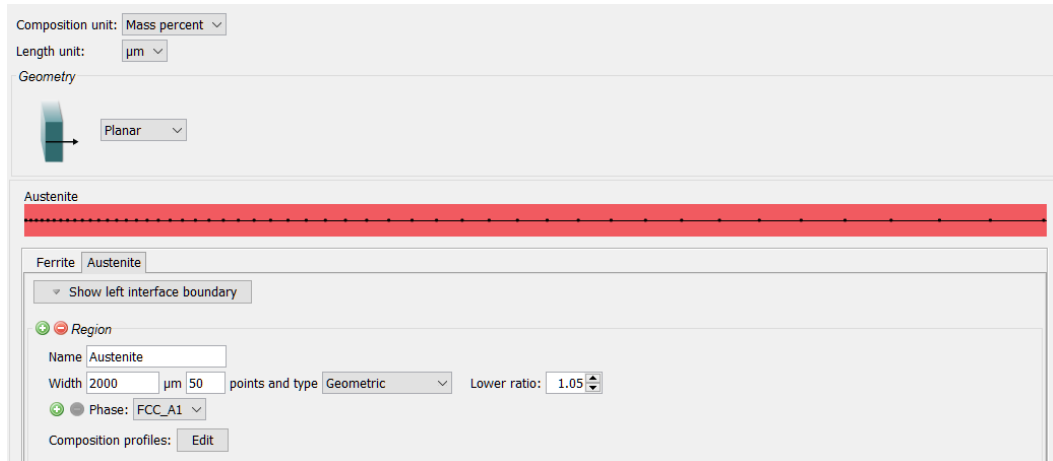 Composition unit: Mass percent
Length unit: µm
Geometry
Planar
Austenite
Ferrite Austenite
Show left interface boundary
Region
Name Austenite
Width 2000 µm 50 points and type Geometric Lower ratio: 1.05
Phase: FCC_A1
Composition profiles: Edit